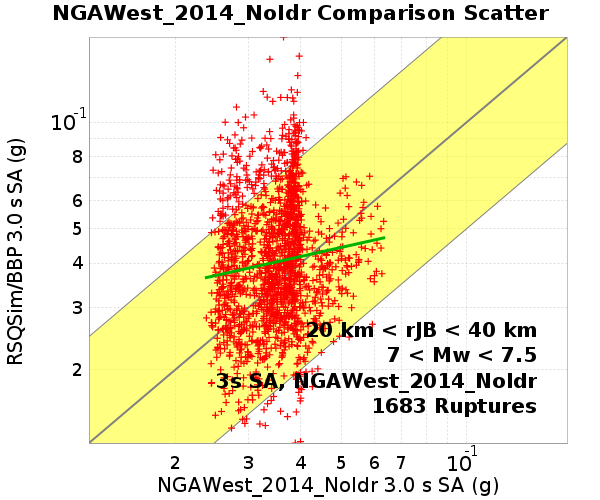 NGAWest_2014_NoIdr Comparison Scatter
RSQSim/BBP 3.0 s SA (g)
10-1
8
6
5
4
3
2
20 km < rJB < 40 km
7 < Mw < 7.5
3s SA, NGAWest_2014_NoIdr
1683 Ruptures
2 3 4 5 6 7 10-1
NGAWest_2014_NoIdr 3.0 s SA (g)